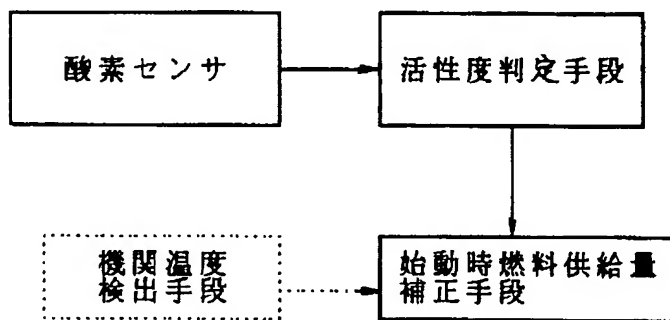 酸素センサ
活性度判定手段
機関温度
検出手段
始動時燃料供給量
補正手段